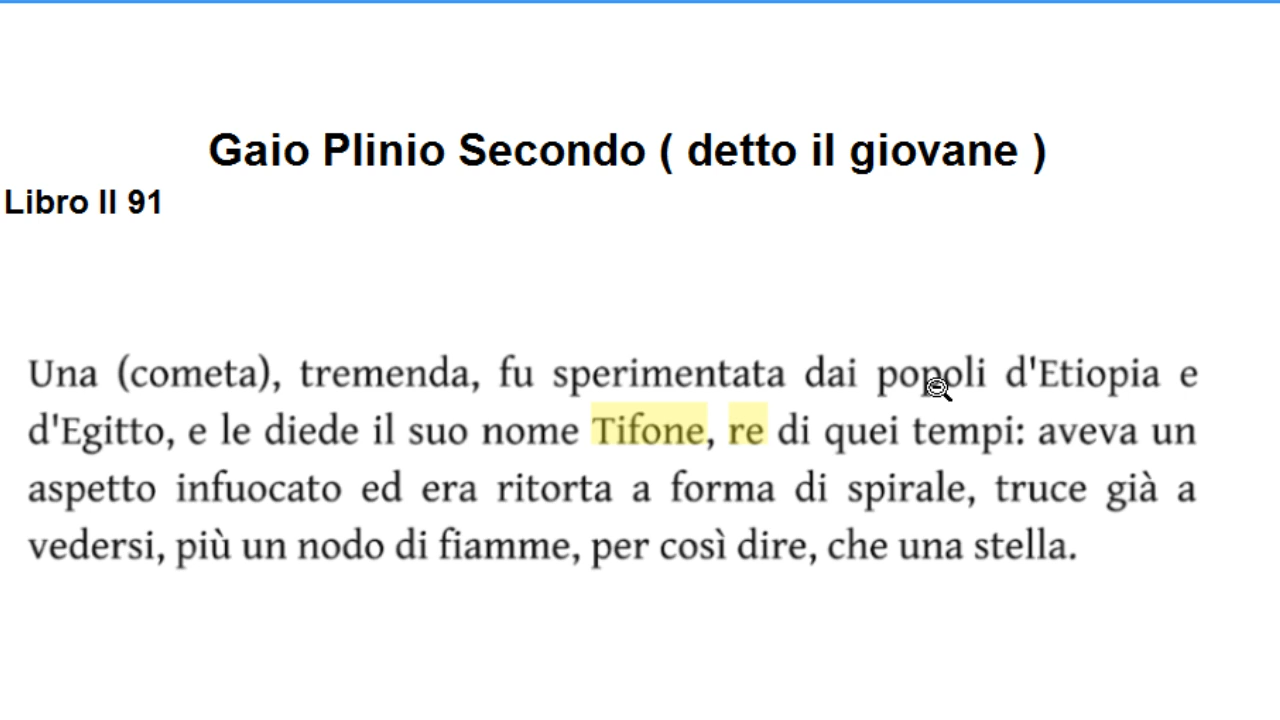 Gaio Plinio Secondo ( detto il giovane )
Libro II 91
Una (cometa), tremenda, fu sperimentata dai popoli d'Etiopia e
d'Egitto, e le diede il suo nome Tifone, re di quei tempi: aveva un
aspetto infuocato ed era ritorta a forma di spirale, truce già a
vedersi, più un nodo di fiamme, per così dire, che una stella.